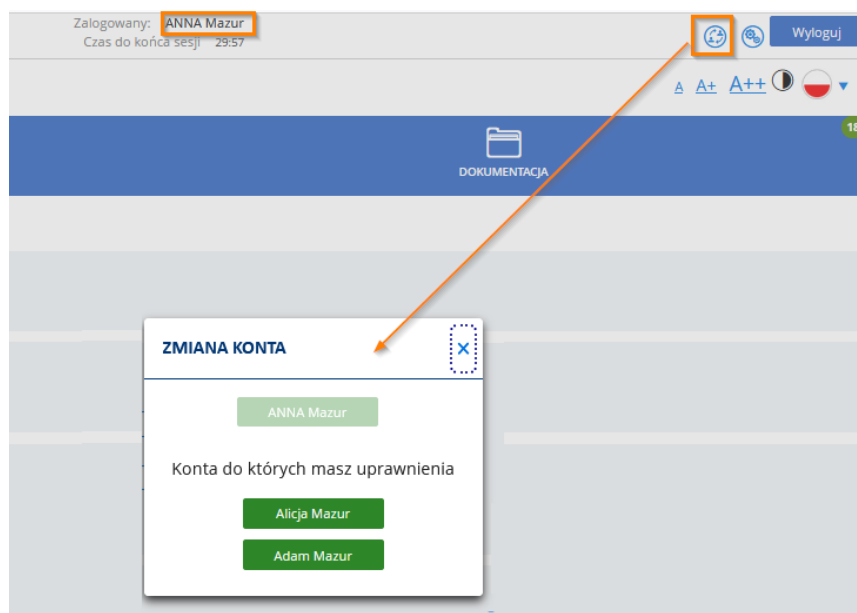 Zalogowany: ANNA Mazur
Czas do końca sesji 29:57
Wyloguj
A A+ A++
18
DOKUMENTACJA
ZMIANA KONTA
ANNA Mazur
Konta do których masz uprawnienia
Alicja Mazur
Adam Mazur